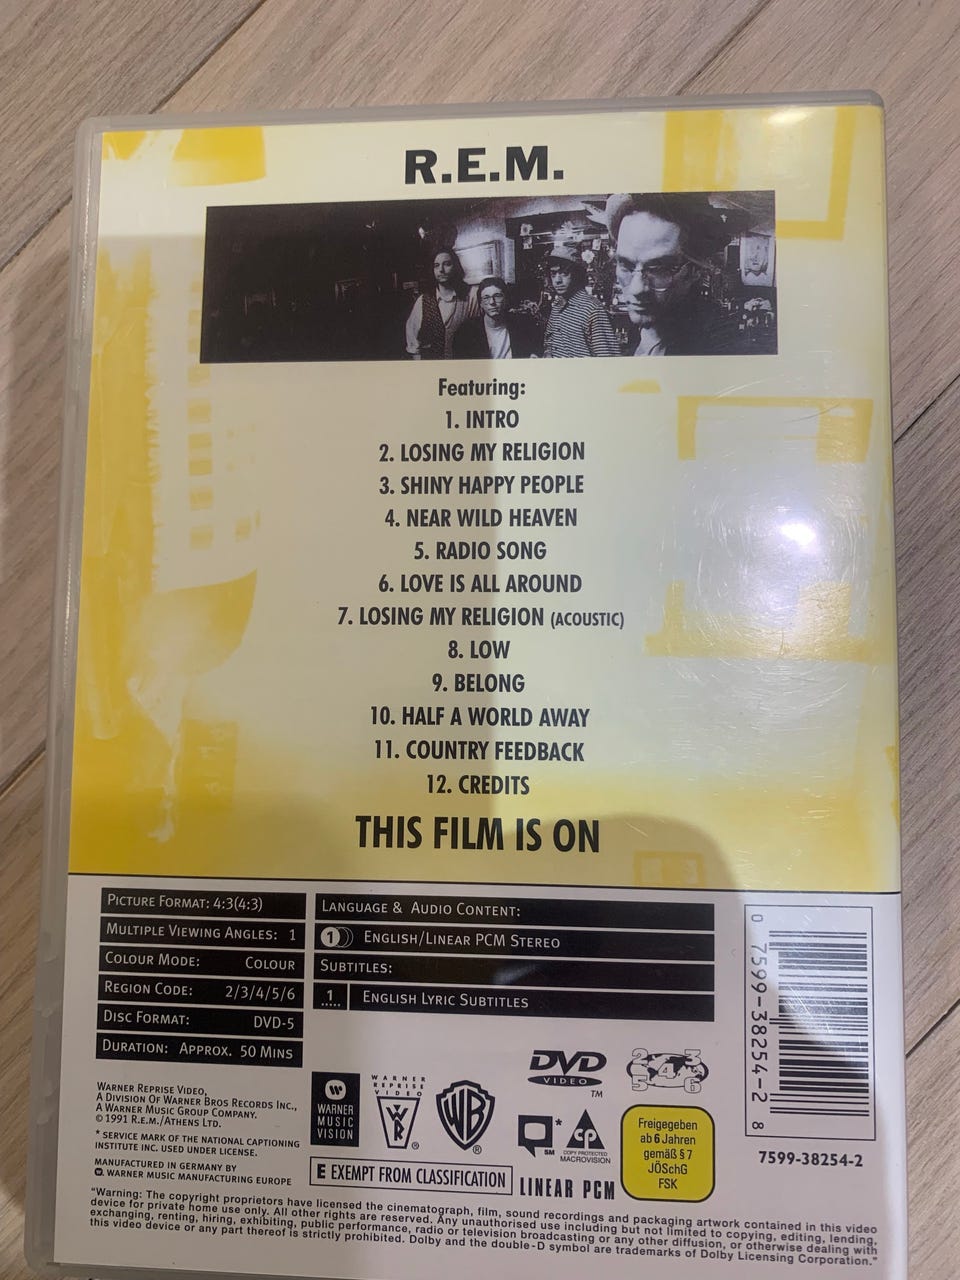 R.E.M.
Featuring:
1. INTRO
2. LOSING MY RELIGION
3. SHINY HAPPY PEOPLE
4. NEAR WILD HEAVEN
5. RADIO SONG
6. LOVE IS ALL AROUND
7. LOSING MY RELIGION (ACOUSTIC)
8. LOW
9. BELONG
10. HALF A WORLD AWAY
11. COUNTRY FEEDBACK
12. CREDITS
THIS FILM IS ON
PICTURE FORMAT: 4:3(4:3)
MULTIPLE VIEWING ANGLES: 1
COLOUR MODE: COLOUR
REGION CODE: 2/3/4/5/6
DISC FORMAT: DVD-5
DURATION: APPROX. 50 MINS
LANGUAGE & AUDIO CONTENT:
1 ENGLISH/LINEAR PCM STEREO
SUBTITLES:
1 ENGLISH LYRIC SUBTITLES
0 7599-38254-2 8
7599-38254-2
WARNER REPRISE VIDEO,
A DIVISION OF WARNER BROS RECORDS INC.,
A WARNER MUSIC GROUP COMPANY.
© 1991 R.E.M./ATHENS LTD.
* SERVICE MARK OF THE NATIONAL CAPTIONING
INSTITUTE INC. USED UNDER LICENSE.
MANUFACTURED IN GERMANY BY
WARNER MUSIC MANUFACTURING EUROPE
WARNER
MUSIC
VISION
WARNER
REPRISE
VIDEO
WRV
®
WB
®
DVD
VIDEO
TM
2 3
4
5 6
* SM
CP
COPY PROTECTED
MACROVISION
E EXEMPT FROM CLASSIFICATION
LINEAR PCM
Freigegeben
ab 6 Jahren
gemäß § 7
JÖSchG
FSK
"Warning: The copyright proprietors have licensed the cinematograph, film, sound recordings and packaging artwork contained in this video
device for private home use only. All other rights are reserved. Any unauthorised use including but not limited to copying, editing, lending,
exchanging, renting, hiring, exhibiting, public performance, radio or television broadcasting or any other diffusion, or otherwise dealing with
this video device or any part thereof is strictly prohibited. Dolby and the double-D symbol are trademarks of Dolby Licensing Corporation."